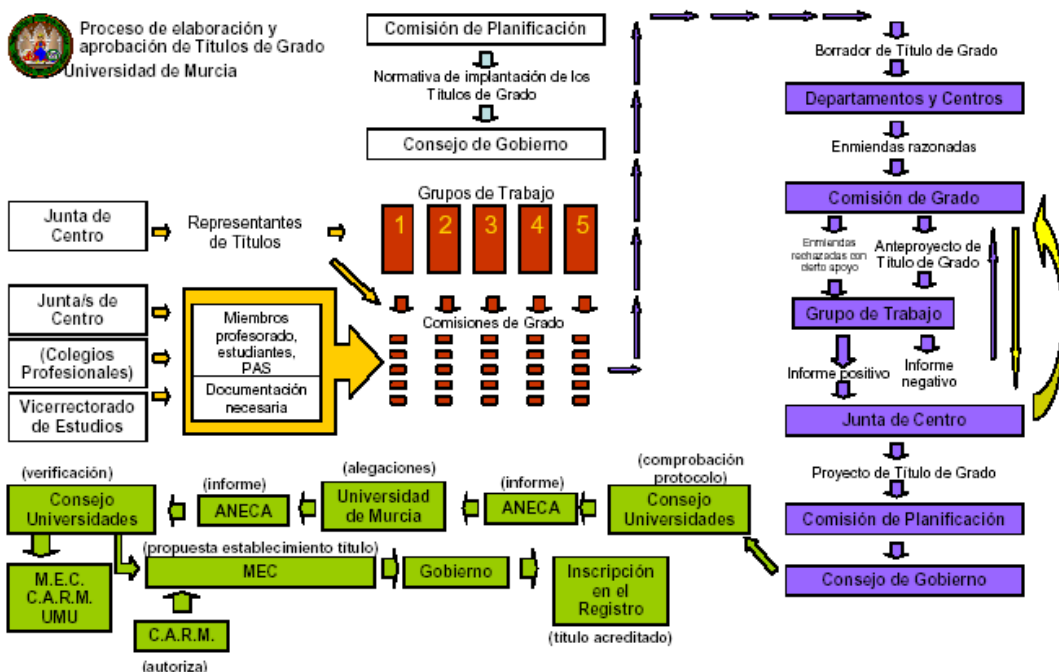 Proceso de elaboración y
aprobación de Títulos de Grado
Universidad de Murcia
Comisión de Planificación
Normativa de implantación de los
Títulos de Grado
Consejo de Gobierno
Grupos de Trabajo
1 2 3 4 5
Junta de
Centro
Representantes
de Títulos
Junta/s de
Centro
(Colegios
Profesionales)
Vicerrectorado
de Estudios
Miembros
profesorado,
estudiantes,
PAS
Documentación
necesaria
Comisiones de Grado
Borrador de Título de Grado
Departamentos y Centros
Enmiendas razonadas
Comisión de Grado
Enmiendas
rechazadas con
cierto apoyo
Anteproyecto de
Título de Grado
Grupo de Trabajo
Informe positivo
Informe
negativo
Junta de Centro
Proyecto de Título de Grado
Comisión de Planificación
Consejo de Gobierno
(comprobación
protocolo)
Consejo
Universidades
(informe)
ANECA
(alegaciones)
Universidad
de Murcia
(informe)
ANECA
(verificación)
Consejo
Universidades
M.E.C.
C.A.R.M.
UMU
(propuesta establecimiento título)
MEC
C.A.R.M.
(autoriza)
Gobierno
Inscripción
en el
Registro
(título acreditado)